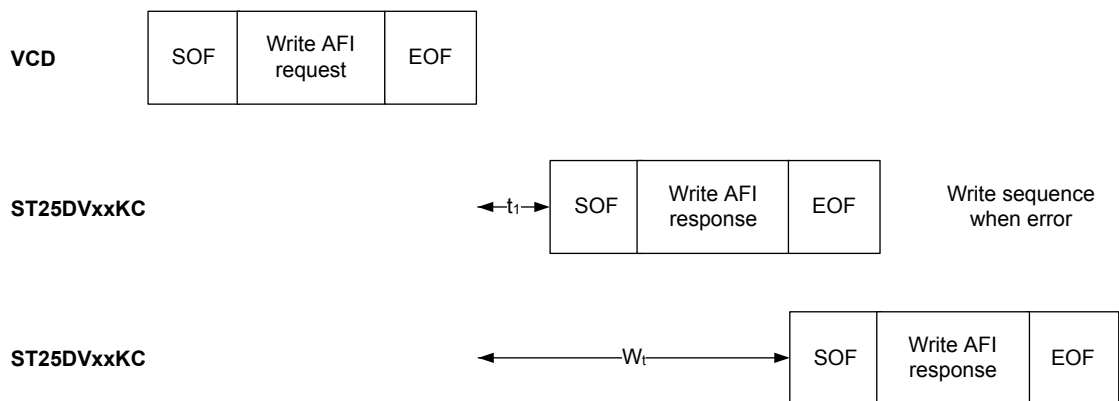 VCD
SOF
Write AFI
request
EOF
ST25DVxxKC
t₁
SOF
Write AFI
response
EOF
Write sequence
when error
ST25DVxxKC
Wₜ
SOF
Write AFI
response
EOF